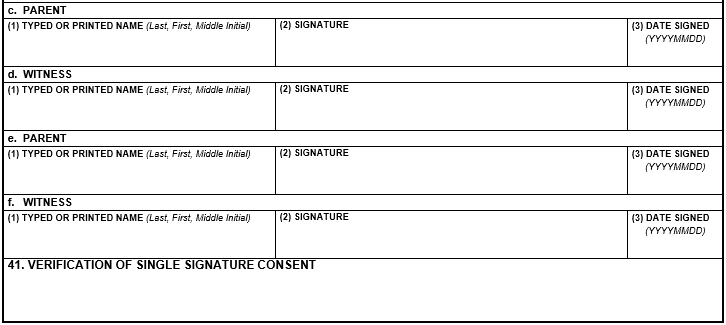 c. PARENT
(1) TYPED OR PRINTED NAME (Last, First, Middle Initial) (2) SIGNATURE (3) DATE SIGNED
(YYYYMMDD)
d. WITNESS
(1) TYPED OR PRINTED NAME (Last, First, Middle Initial) (2) SIGNATURE (3) DATE SIGNED
(YYYYMMDD)
e. PARENT
(1) TYPED OR PRINTED NAME (Last, First, Middle Initial) (2) SIGNATURE (3) DATE SIGNED
(YYYYMMDD)
f. WITNESS
(1) TYPED OR PRINTED NAME (Last, First, Middle Initial) (2) SIGNATURE (3) DATE SIGNED
(YYYYMMDD)
41. VERIFICATION OF SINGLE SIGNATURE CONSENT